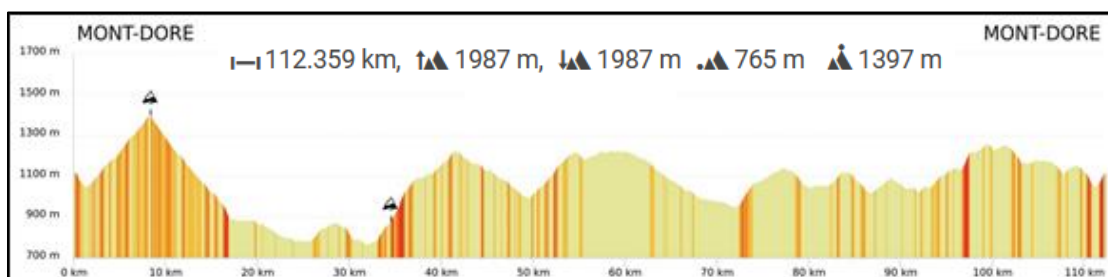 MONT-DORE MONT-DORE
112.359 km, 1987 m, 1987 m 765 m 1397 m
1700 m
1500 m
1300 m
1100 m
900 m
700 m
0 km 10 km 20 km 30 km 40 km 50 km 60 km 70 km 80 km 90 km 100 km 110 km